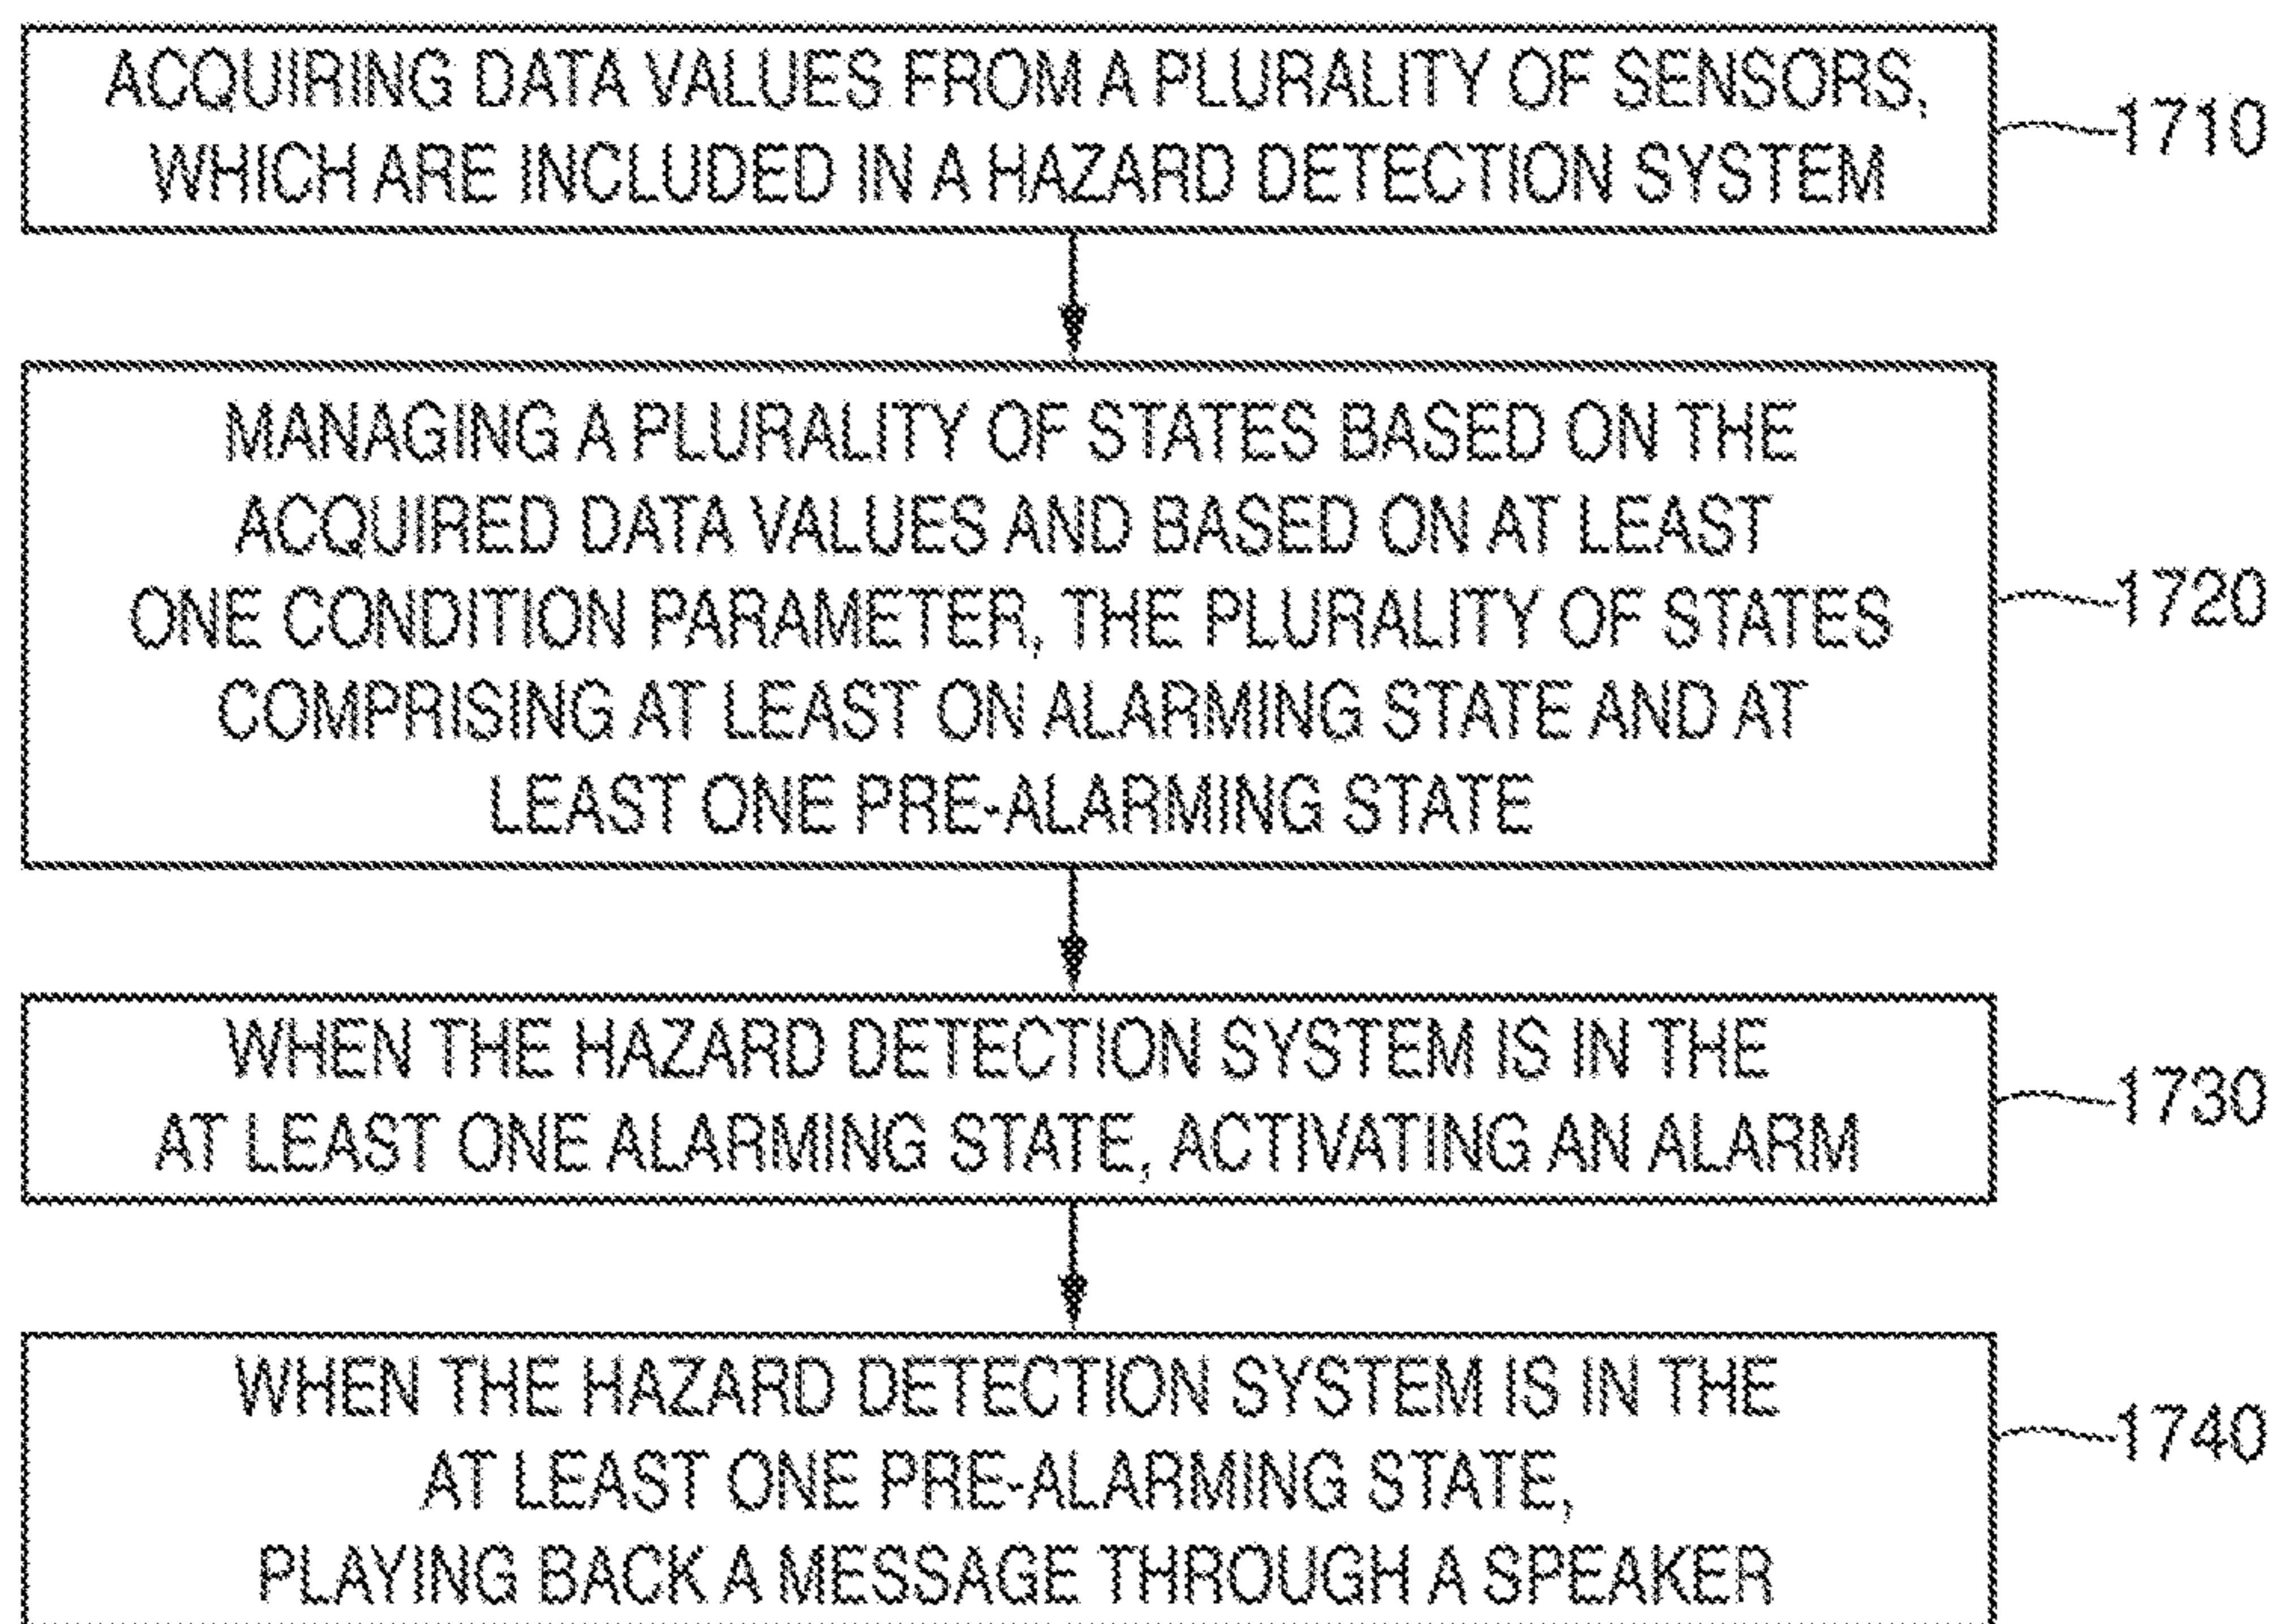 ACQUIRING DATA VALUES FROM A PLURALITY OF SENSORS,
WHICH ARE INCLUDED IN A HAZARD DETECTION SYSTEM
1710
MANAGING A PLURALITY OF STATES BASED ON THE
ACQUIRED DATA VALUES AND BASED ON AT LEAST
ONE CONDITION PARAMETER, THE PLURALITY OF STATES
COMPRISING AT LEAST ON ALARMING STATE AND AT
LEAST ONE PRE-ALARMING STATE
1720
WHEN THE HAZARD DETECTION SYSTEM IS IN THE
AT LEAST ONE ALARMING STATE, ACTIVATING AN ALARM
1730
WHEN THE HAZARD DETECTION SYSTEM IS IN THE
AT LEAST ONE PRE-ALARMING STATE,
PLAYING BACK A MESSAGE THROUGH A SPEAKER
1740